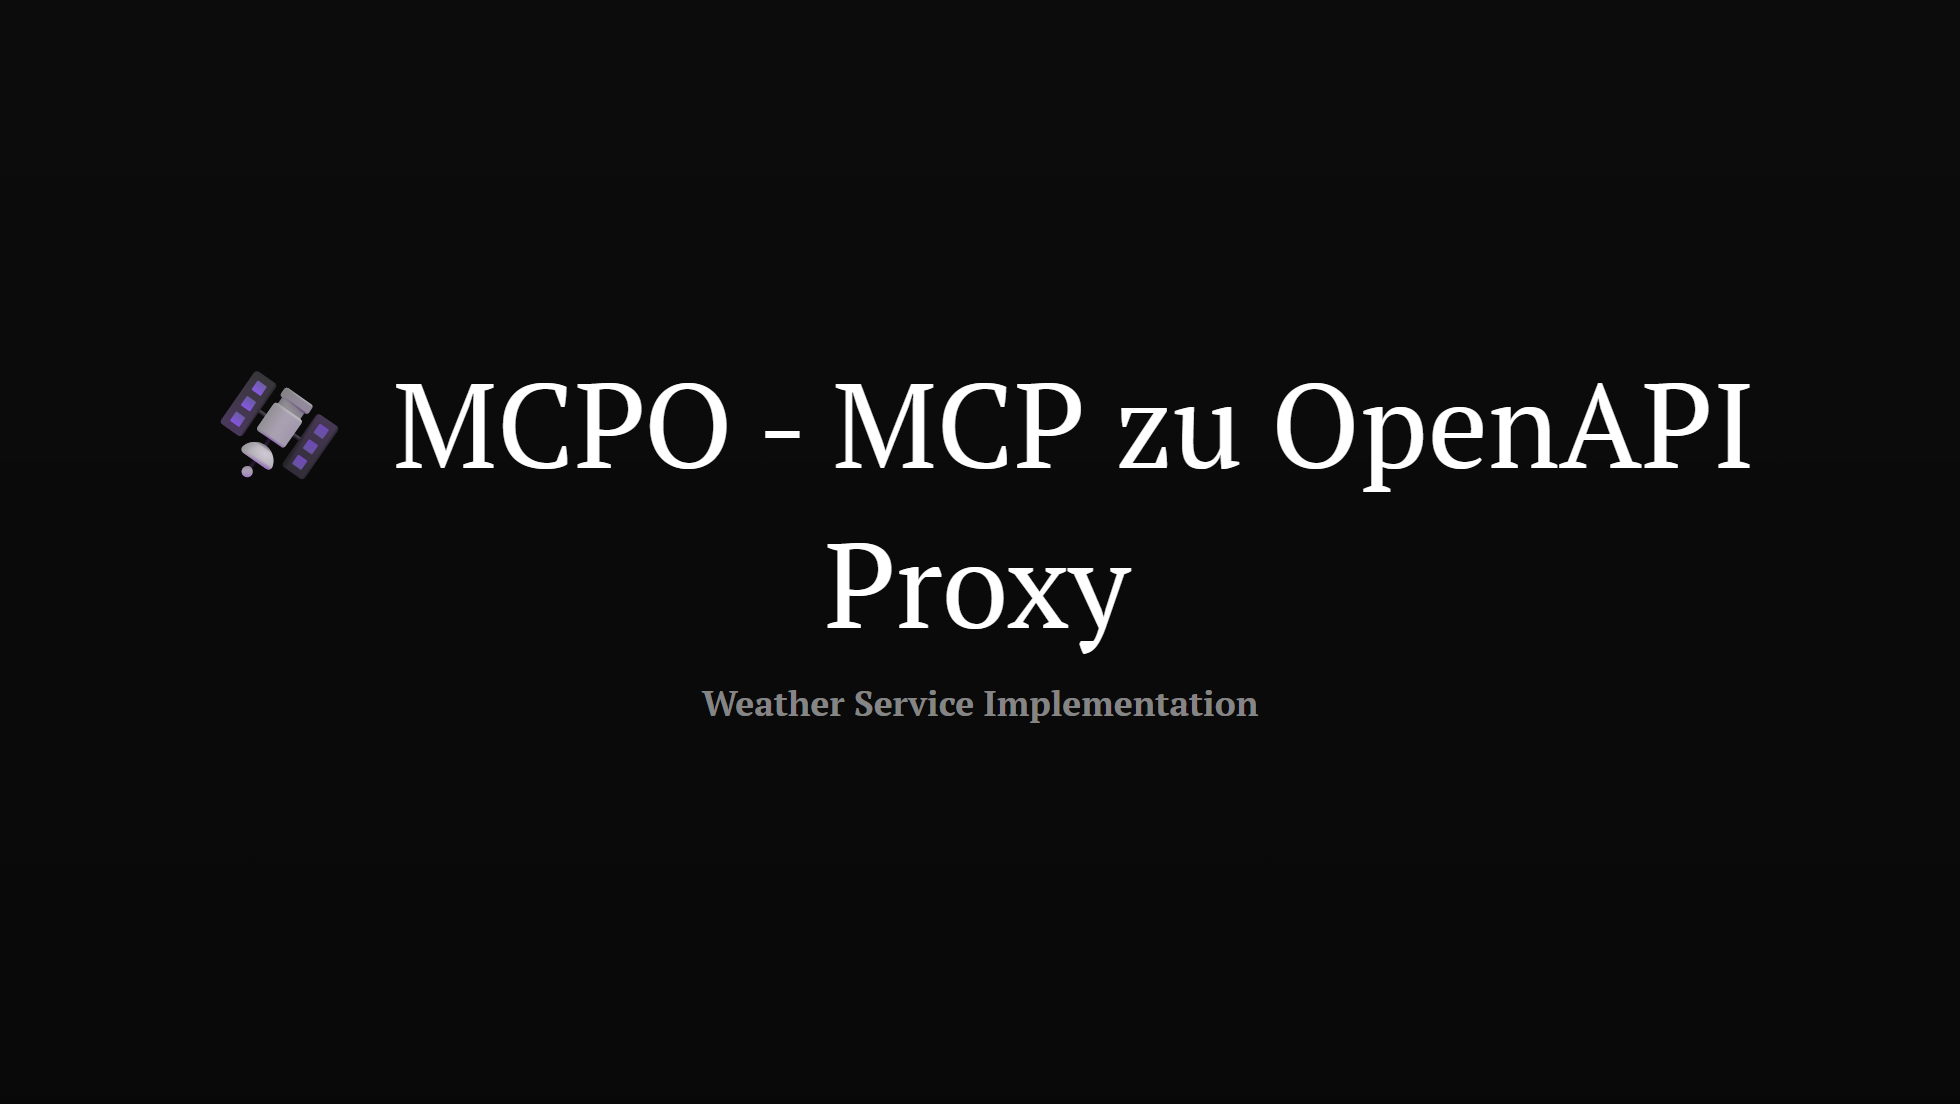 MCPO - MCP zu OpenAPI
Proxy
Weather Service Implementation